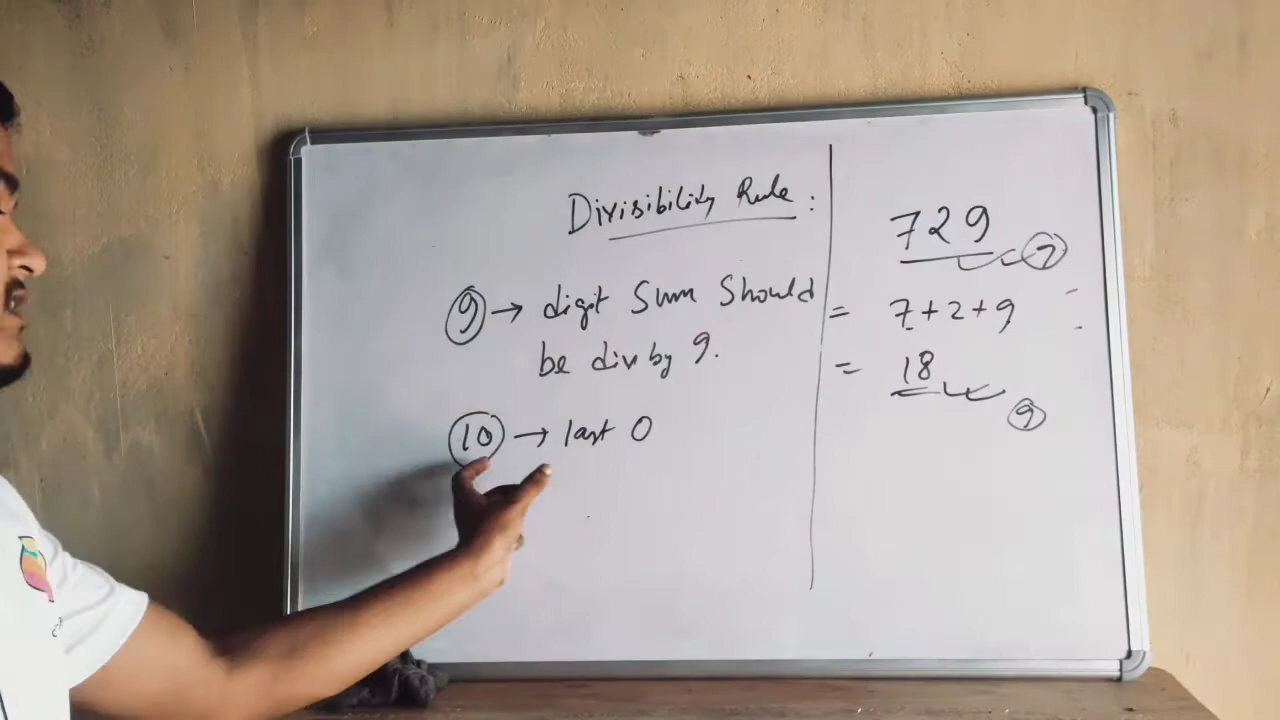 Divisibility Rule :
9 → digit Sum Should
be div by 9.
10 → last 0
729
9
= 7+2+9
= 18
9